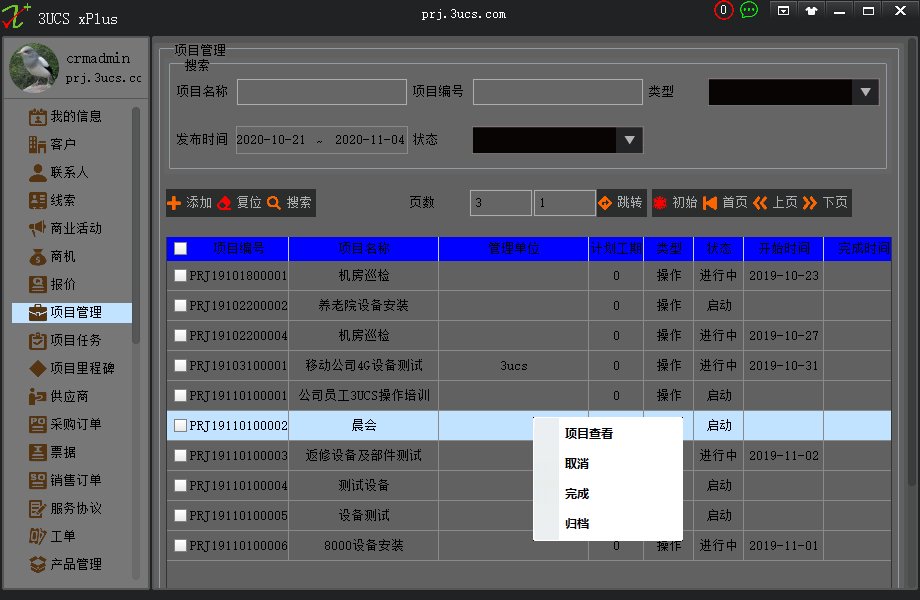 3UCS xPlus
prj.3ucs.com
0
crmadmin
prj.3ucs.cc
我的信息
客户
联系人
线索
商业活动
商机
报价
项目管理
项目任务
项目里程碑
供应商
采购订单
票据
销售订单
服务协议
工单
产品管理
项目管理
搜索
项目名称 项目编号 类型
发布时间 2020-10-21 ~ 2020-11-04 状态
添加 复位 搜索 页数 3 1 跳转 初始 首页 上页 下页
项目编号 项目名称 管理单位 计划工期 类型 状态 开始时间 完成时间
PRJ19101800001 机房巡检 0 操作 进行中 2019-10-23
PRJ19102200002 养老院设备安装 0 操作 启动
PRJ19102200004 机房巡检 0 操作 进行中 2019-10-27
PRJ19103100001 移动公司4G设备测试 3ucs 0 操作 进行中 2019-10-31
PRJ19110100001 公司员工3UCS操作培训 0 操作 启动
PRJ19110100002 晨会 启动
PRJ19110100003 返修设备及部件测试 进行中 2019-11-02
PRJ19110100004 测试设备 启动
PRJ19110100005 设备测试 启动
PRJ19110100006 8000设备安装 0 操作 进行中 2019-11-01
项目查看
取消
完成
归档